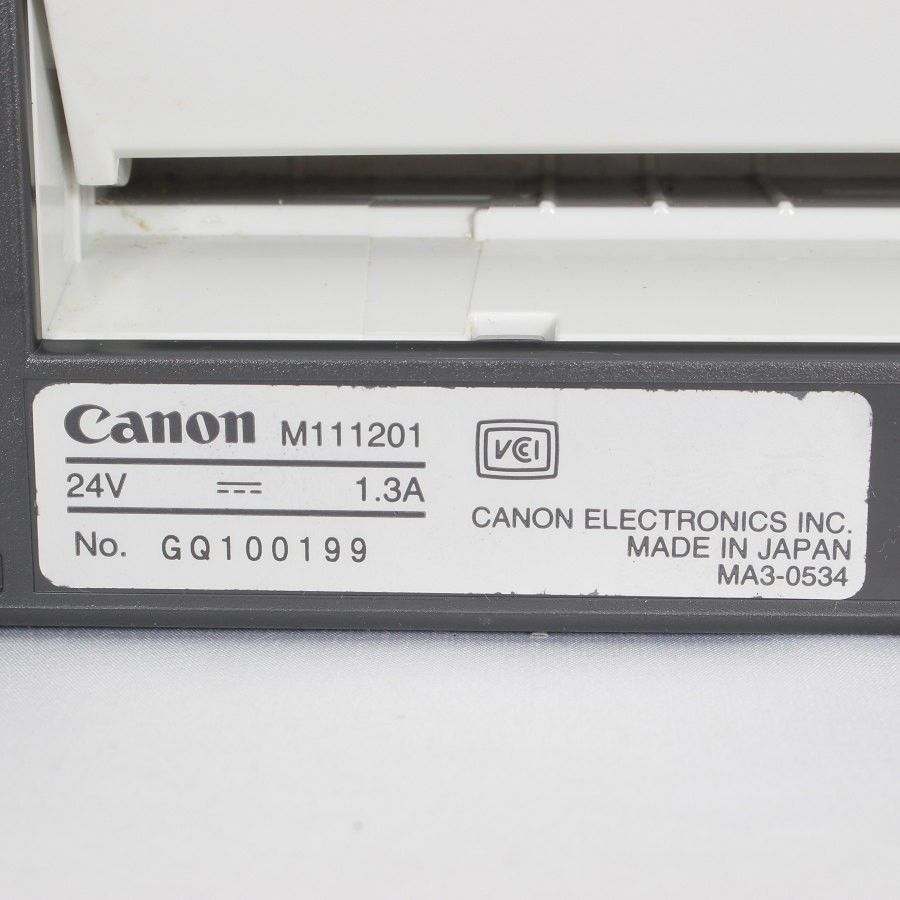 Canon M111201
24V ⎓ 1.3A
No. GQ100199
VCI
CANON ELECTRONICS INC.
MADE IN JAPAN
MA3-0534